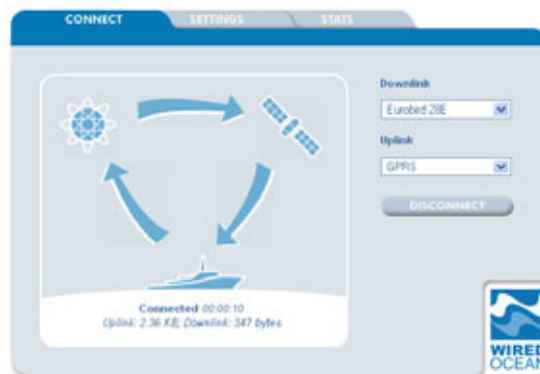 CONNECT
SETTINGS
STATS
Downlink
Eurobird 28E
Uplink
GPRS
DISCONNECT
Connected 00:00:10
Uplink: 2.36 KB; Downlink: 347 bytes
WIRED
OCEAN